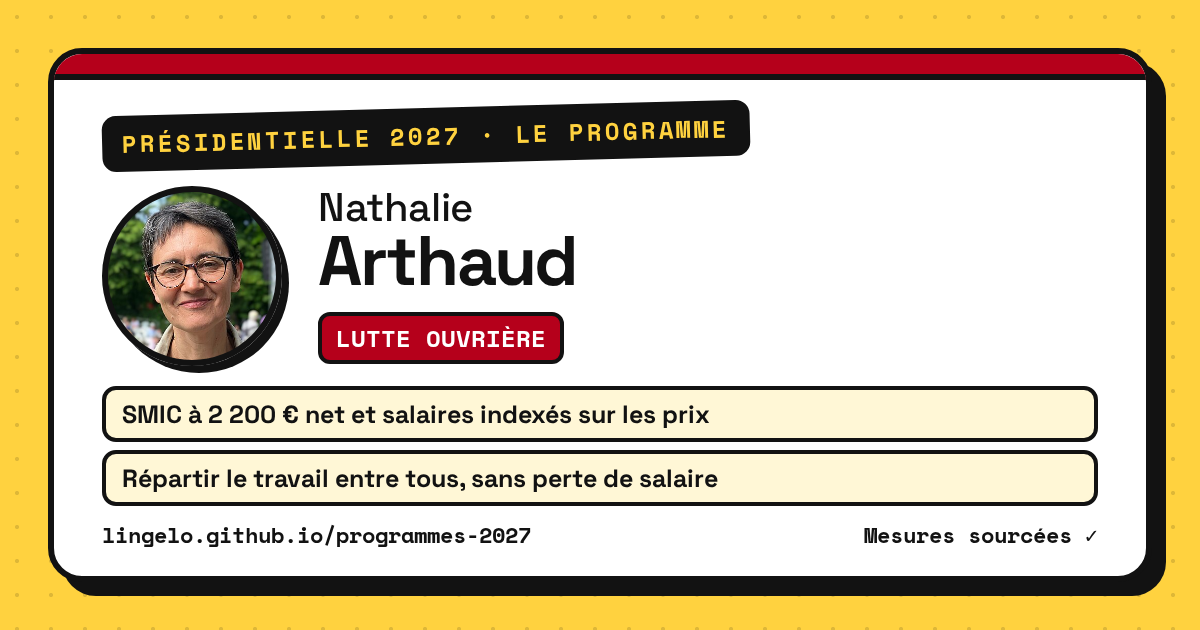 PRÉSIDENTIELLE 2027 · LE PROGRAMME
Nathalie
Arthaud
LUTTE OUVRIÈRE
SMIC à 2 200 € net et salaires indexés sur les prix
Répartir le travail entre tous, sans perte de salaire
lingelo.github.io/programmes-2027
Mesures sourcées ✓